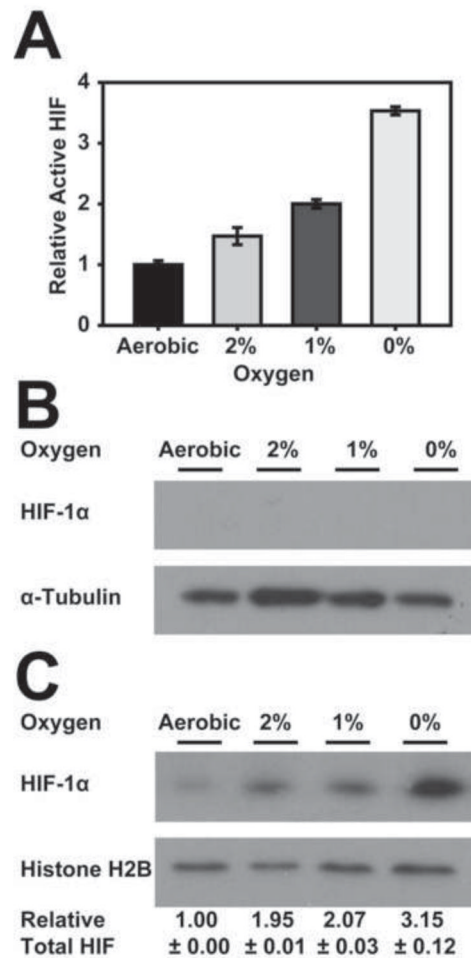 A
Relative Active HIF
4
3
2
1
0
Aerobic 2% 1% 0%
Oxygen
B
Oxygen Aerobic 2% 1% 0%
HIF-1α
α-Tubulin
C
Oxygen Aerobic 2% 1% 0%
HIF-1α
Histone H2B
Relative 1.00 1.95 2.07 3.15
Total HIF ± 0.00 ± 0.01 ± 0.03 ± 0.12